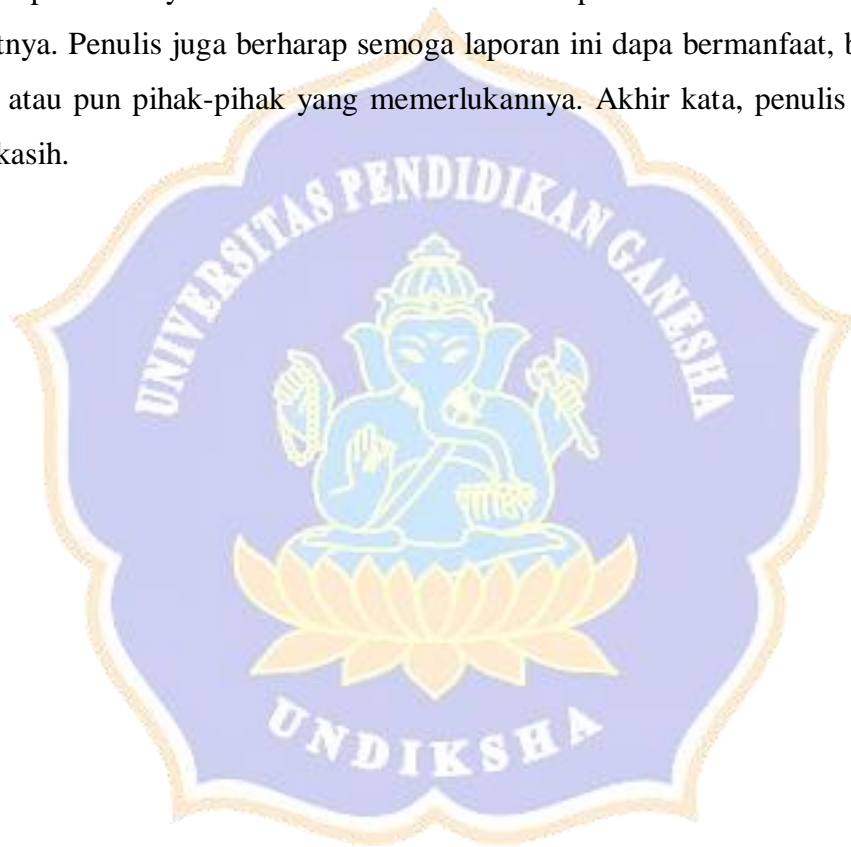 tnya. Penulis juga berharap semoga laporan ini dapa bermanfaat, b
atau pun pihak-pihak yang memerlukannya. Akhir kata, penulis
kasih.
UNIVERSITAS PENDIDIKAN GANESHA
UNDIKSHA